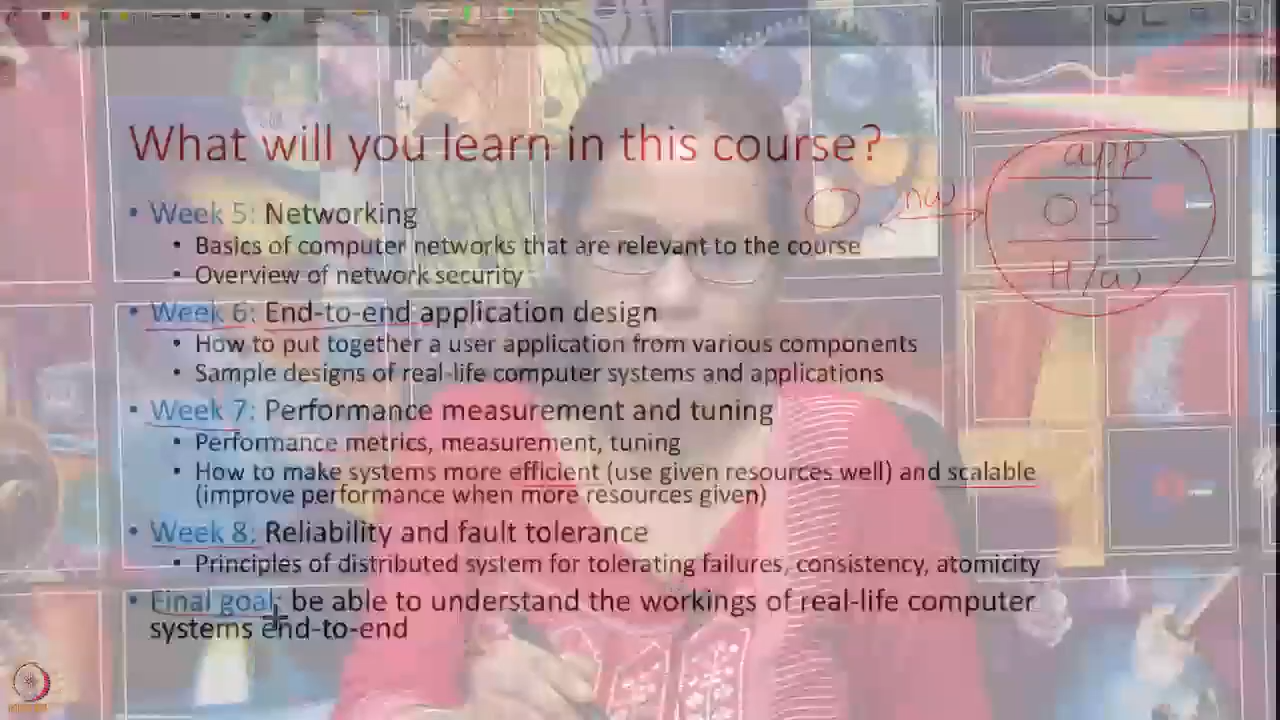 What will you learn in this course?
• Week 5: Networking
• Basics of computer networks that are relevant to the course
• Overview of network security
• Week 6: End-to-end application design
• How to put together a user application from various components
• Sample designs of real-life computer systems and applications
• Week 7: Performance measurement and tuning
• Performance metrics, measurement, tuning
• How to make systems more efficient (use given resources well) and scalable
(improve performance when more resources given)
• Week 8: Reliability and fault tolerance
• Principles of distributed system for tolerating failures, consistency, atomicity
• Final goal: be able to understand the workings of real-life computer
systems end-to-end
app
nw
OS
H/w